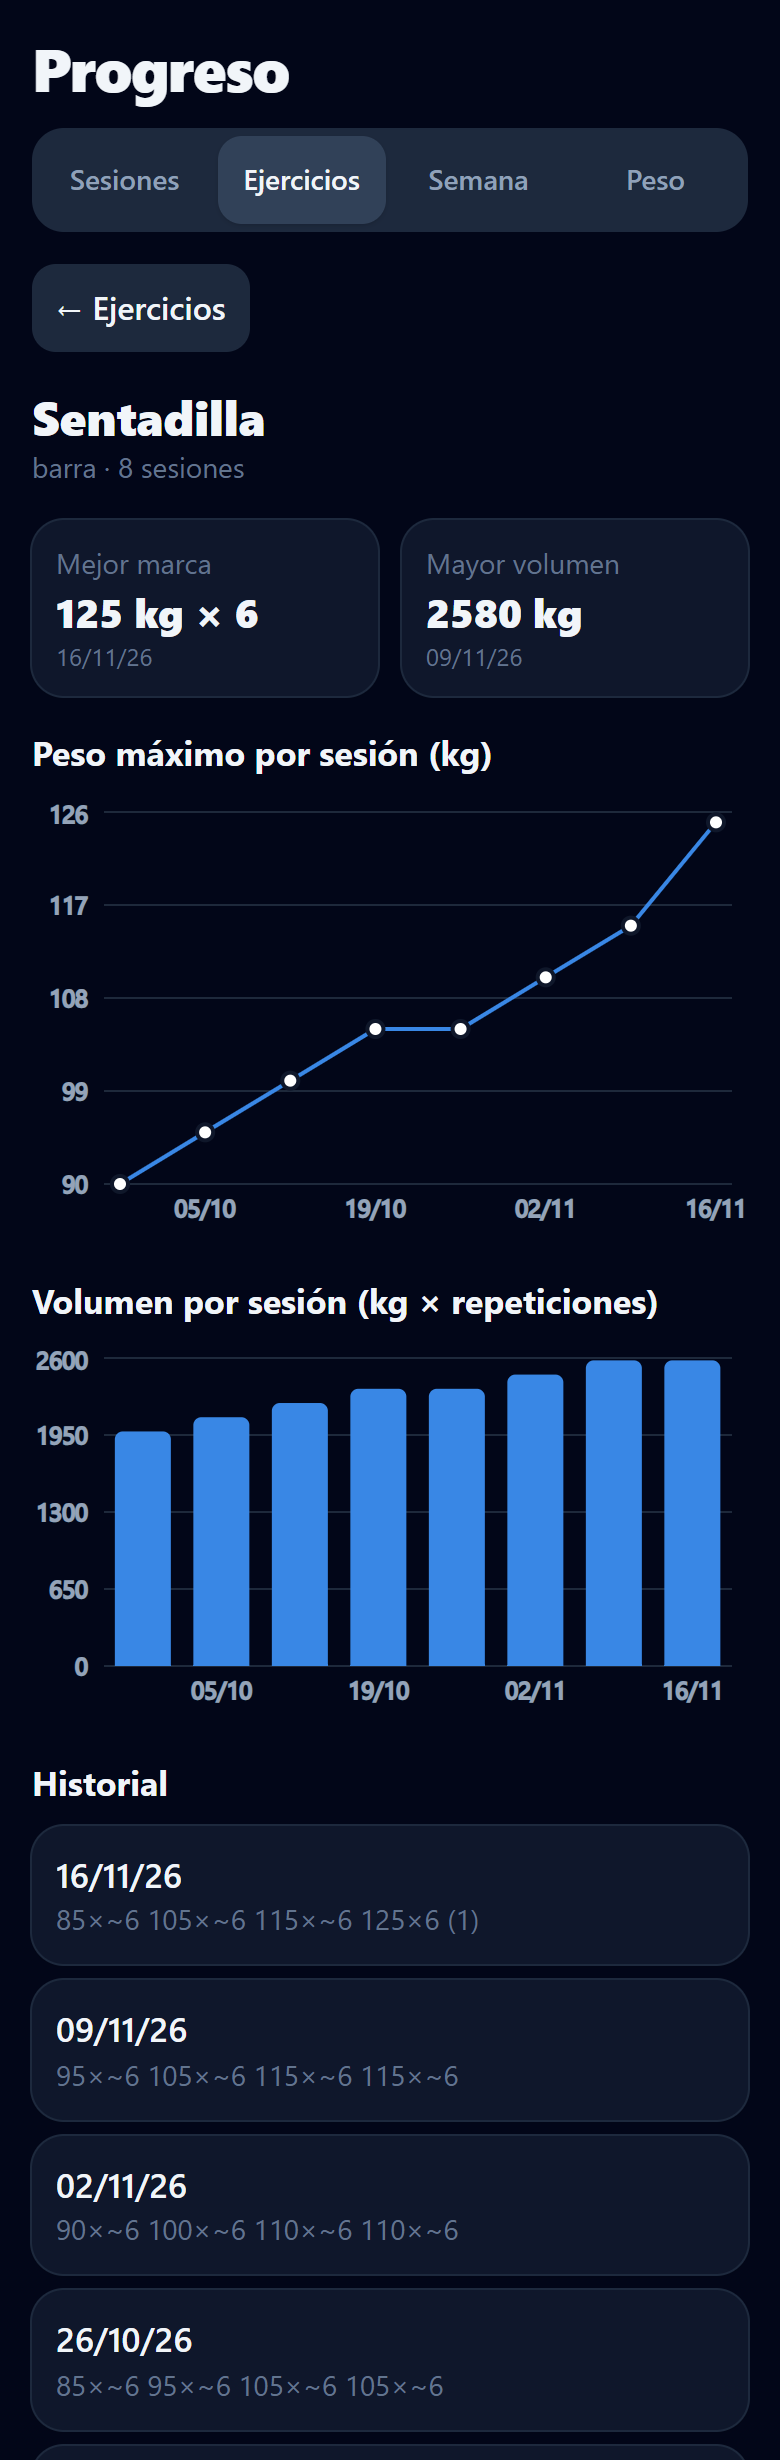 Progreso
Sesiones Ejercicios Semana Peso
← Ejercicios
Sentadilla
barra · 8 sesiones
Mejor marca
125 kg × 6
16/11/26
Mayor volumen
2580 kg
09/11/26
Peso máximo por sesión (kg)
126
117
108
99
90
05/10 19/10 02/11 16/11
Volumen por sesión (kg × repeticiones)
2600
1950
1300
650
0
05/10 19/10 02/11 16/11
Historial
16/11/26
85×~6 105×~6 115×~6 125×6 (1)
09/11/26
95×~6 105×~6 115×~6 115×~6
02/11/26
90×~6 100×~6 110×~6 110×~6
26/10/26
85×~6 95×~6 105×~6 105×~6